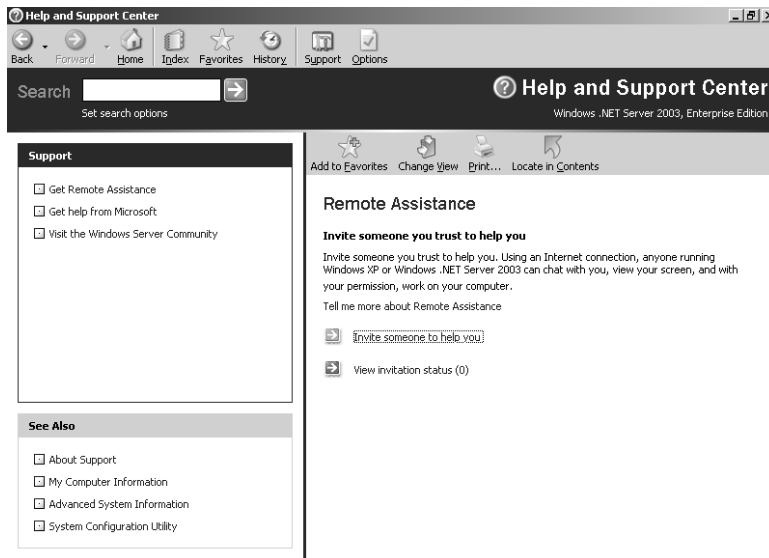 Help and Support Center
Back Forward Home Index Favorites History Support Options
Search
Set search options
Help and Support Center
Windows .NET Server 2003, Enterprise Edition
Support
Get Remote Assistance
Get help from Microsoft
Visit the Windows Server Community
See Also
About Support
My Computer Information
Advanced System Information
System Configuration Utility
Add to Favorites Change View Print... Locate in Contents
Remote Assistance
Invite someone you trust to help you
Invite someone you trust to help you. Using an Internet connection, anyone running
Windows XP or Windows .NET Server 2003 can chat with you, view your screen, and with
your permission, work on your computer.
Tell me more about Remote Assistance
Invite someone to help you
View invitation status (0)